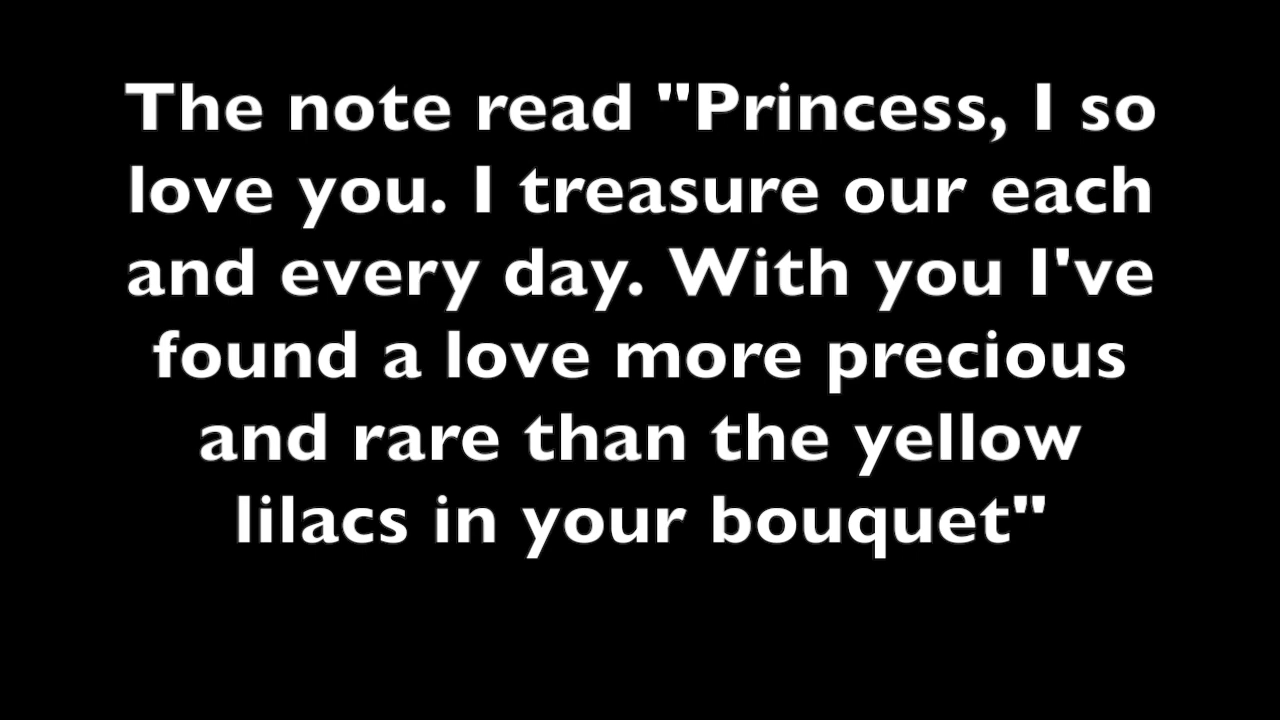 The note read "Princess, I so
love you. I treasure our each
and every day. With you I've
found a love more precious
and rare than the yellow
lilacs in your bouquet"